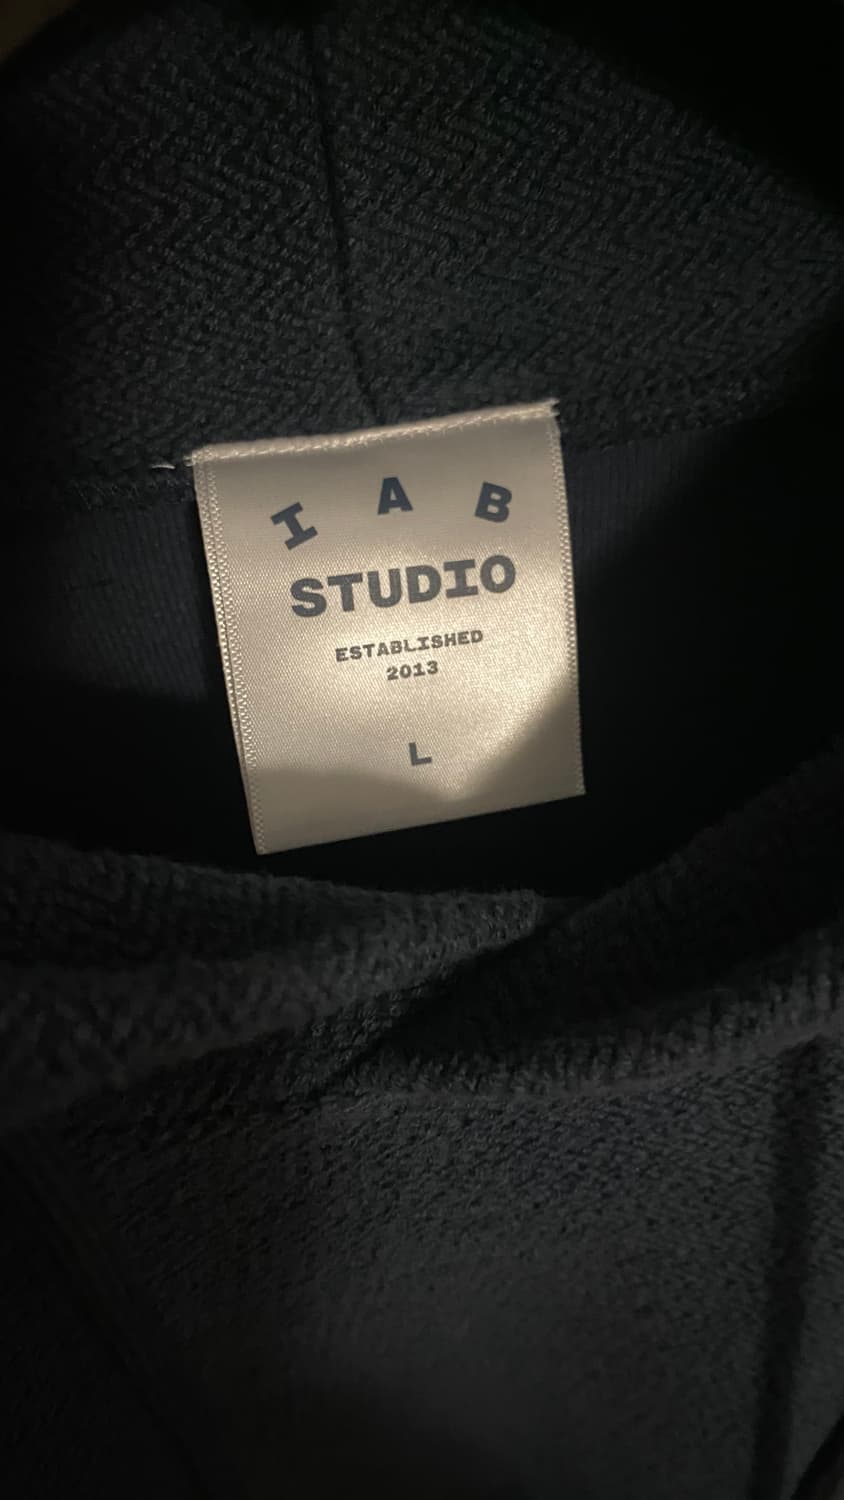 I A B
STUDIO
ESTABLISHED
2013
L